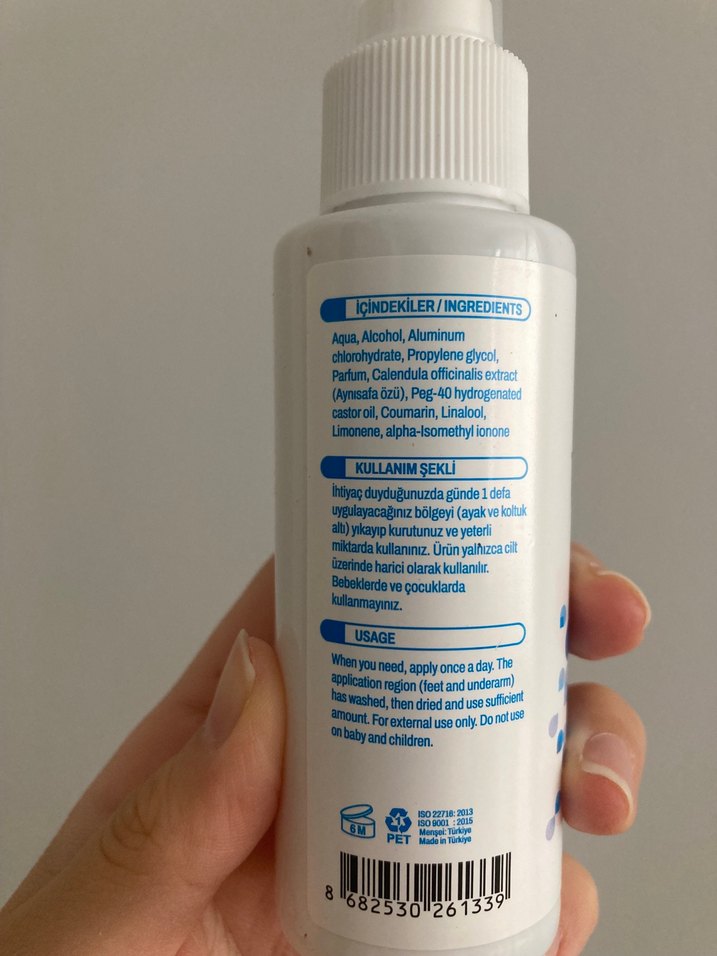 İÇİNDEKİLER / INGREDIENTS
Aqua, Alcohol, Aluminum
chlorohydrate, Propylene glycol,
Parfum, Calendula officinalis extract
(Aynısafa özü), Peg-40 hydrogenated
castor oil, Coumarin, Linalool,
Limonene, alpha-Isomethyl ionone
KULLANIM ŞEKLİ
İhtiyaç duyduğunuzda günde 1 defa
uygulayacağınız bölgeyi (ayak ve koltuk
altı) yıkayıp kurutunuz ve yeterli
miktarda kullanınız. Ürün yalnızca cilt
üzerinde harici olarak kullanılır.
Bebeklerde ve çocuklarda
kullanmayınız.
USAGE
When you need, apply once a day. The
application region (feet and underarm)
has washed, then dried and use sufficient
amount. For external use only. Do not use
on baby and children.
6 M
1
PET
ISO 22716: 2013
ISO 9001 : 2015
Menşei: Türkiye
Made in Türkiye
8 682530 261339